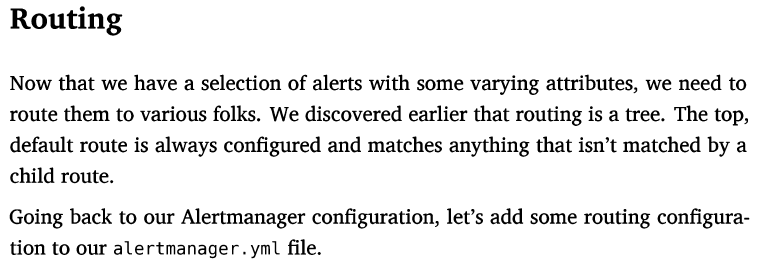 Routing
Now that we have a selection of alerts with some varying attributes, we need to
route them to various folks. We discovered earlier that routing is a tree. The top,
default route is always configured and matches anything that isn’t matched by a
child route.
Going back to our Alertmanager configuration, let’s add some routing configura-
tion to our alertmanager.yml file.